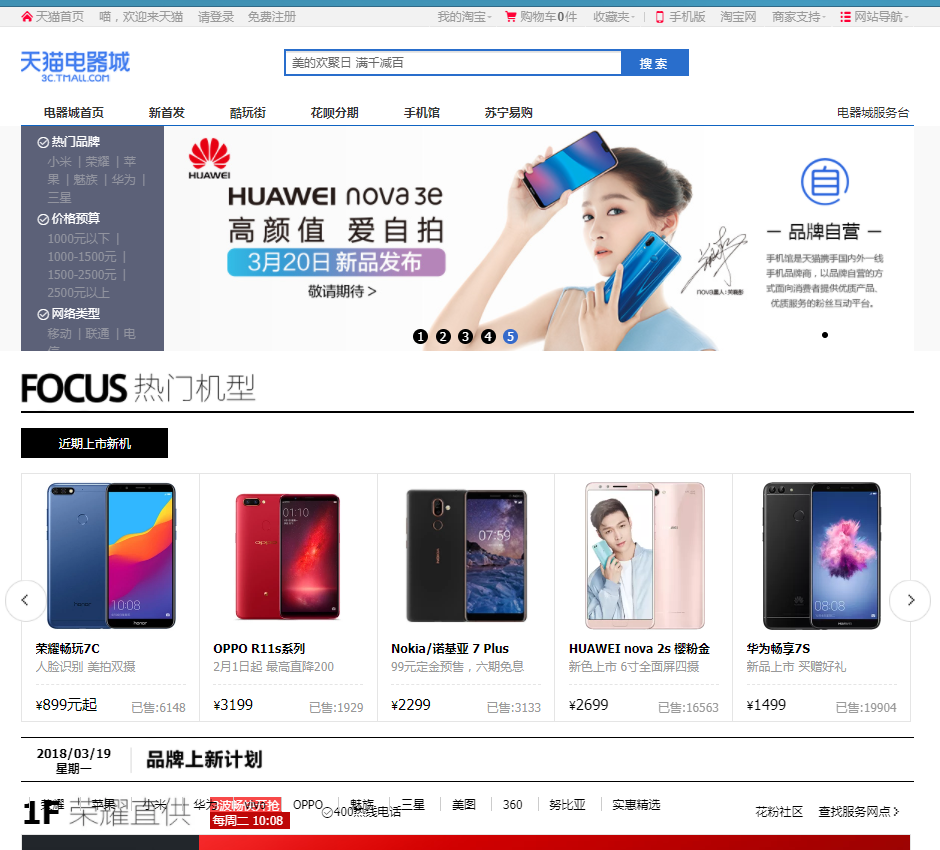 天猫首页 喵，欢迎来天猫 请登录 免费注册 我的淘宝 购物车0件 收藏夹 手机版 淘宝网 商家支持 网站导航
天猫电器城
3C.TMALL.COM
美的欢聚日 满千减百 搜 索
电器城首页 新首发 酷玩街 花呗分期 手机馆 苏宁易购 电器城服务台
热门品牌
小米 | 荣耀 | 苹
果 | 魅族 | 华为 |
三星
价格预算
1000元以下 |
1000-1500元 |
1500-2500元 |
2500元以上
网络类型
移动 | 联通 | 电
信
HUAWEI
HUAWEI nova 3e
高颜值 爱自拍
3月20日 新品发布
敬请期待 >
1 2 3 4 5
自
品牌自营
手机馆是天猫携手国内外一线
手机品牌商，以品牌自营的方
式面向消费者提供优质产品、
优质服务的粉丝互动平台。
FOCUS 热门机型
近期上市新机
10:08
honor
01:10
oppo
07:59
08:08
荣耀畅玩7C
人脸识别 美拍双摄
¥899元起 已售:6148
OPPO R11s系列
2月1日起 最高直降200
¥3199 已售:1929
Nokia/诺基亚 7 Plus
99元定金预售，六期免息
¥2299 已售:3133
HUAWEI nova 2s 樱粉金
新色上市 6寸全面屏四摄
¥2699 已售:16563
华为畅享7S
新品上市 买赠好礼
¥1499 已售:19904
2018/03/19
星期一
品牌上新计划
荣耀 苹果 小米 华为 vivo OPPO 魅族 三星 美图 360 努比亚 实惠精选
1F 荣耀直供
每周二 10:08
400热线电话
花粉社区 查找服务网点